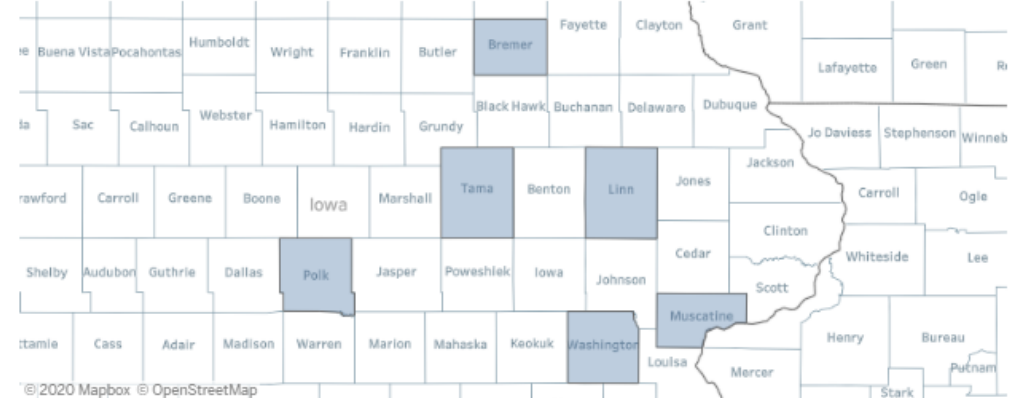 Fayette Clayton Grant
Buena Vista Pocahontas Humboldt Wright Franklin Butler Bremer Lafayette Green
Sac Calhoun Webster Hamilton Hardin Grundy Black Hawk Buchanan Delaware Dubuque Jo Daviess Stephenson Winneb
rawford Carroll Greene Boone Iowa Marshall Tama Benton Linn Jones Jackson Carroll Ogle
Shelby Audubon Guthrie Dallas Polk Jasper Poweshiek Iowa Johnson Cedar Clinton Scott Whiteside Lee
ttamie Cass Adair Madison Warren Marion Mahaska Keokuk Washington Muscatine Louisa Mercer Henry Bureau
Putnam
Stark
© 2020 Mapbox © OpenStreetMap